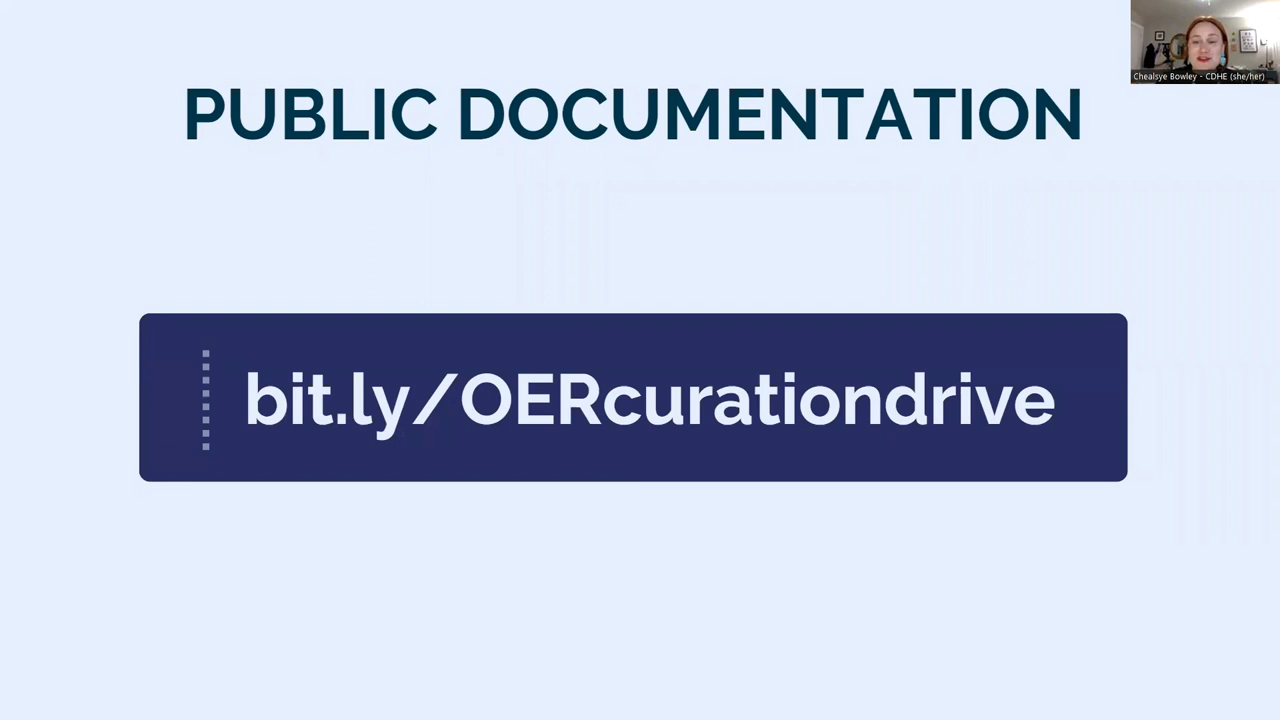 Chealsye Bowley - CDHE (she/her)
PUBLIC DOCUMENTATION
bit.ly/OERcurationdrive